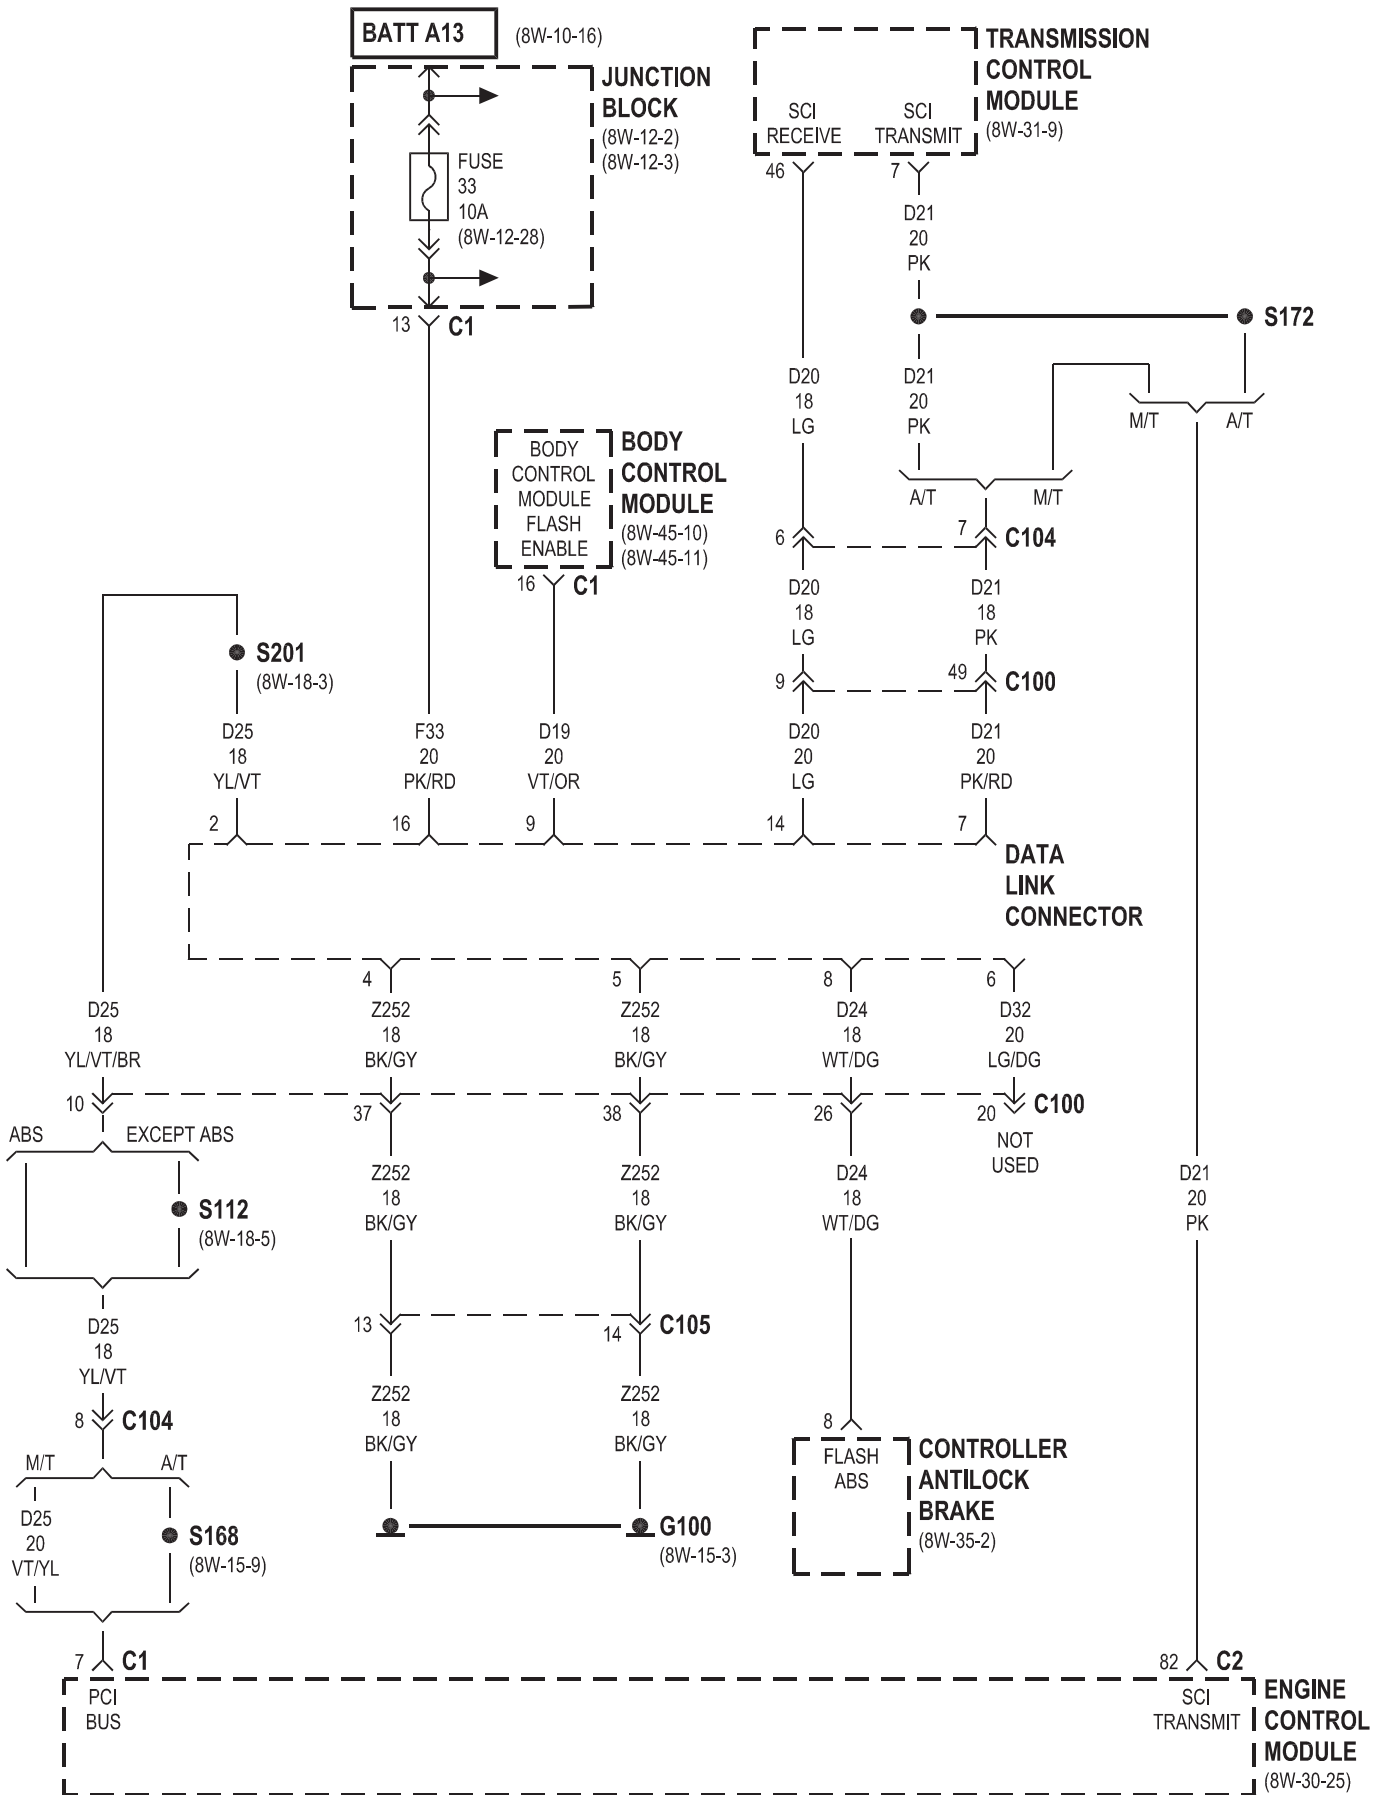 BATT A13
(8W-10-16)
JUNCTION
BLOCK
(8W-12-2)
(8W-12-3)
FUSE
33
10A
(8W-12-28)
13
C1
TRANSMISSION
CONTROL
MODULE
(8W-31-9)
SCI
RECEIVE
SCI
TRANSMIT
46
7
D21
20
PK
S172
D20
18
LG
D21
20
PK
M/T
A/T
A/T
M/T
BODY
CONTROL
MODULE
FLASH
ENABLE
BODY
CONTROL
MODULE
(8W-45-10)
(8W-45-11)
16
C1
6
7
C104
D20
18
LG
D21
18
PK
S201
(8W-18-3)
9
49
C100
D25
18
YL/VT
F33
20
PK/RD
D19
20
VT/OR
D20
20
LG
D21
20
PK/RD
2
16
9
14
7
DATA
LINK
CONNECTOR
4
5
8
6
D25
18
YL/VT/BR
Z252
18
BK/GY
Z252
18
BK/GY
D24
18
WT/DG
D32
20
LG/DG
10
37
38
26
20
C100
NOT
USED
ABS
EXCEPT ABS
S112
(8W-18-5)
Z252
18
BK/GY
Z252
18
BK/GY
D24
18
WT/DG
D21
20
PK
D25
18
YL/VT
13
14
C105
8
C104
Z252
18
BK/GY
Z252
18
BK/GY
8
FLASH
ABS
CONTROLLER
ANTILOCK
BRAKE
(8W-35-2)
M/T
A/T
D25
20
VT/YL
S168
(8W-15-9)
G100
(8W-15-3)
7
C1
PCI
BUS
82
C2
SCI
TRANSMIT
ENGINE
CONTROL
MODULE
(8W-30-25)